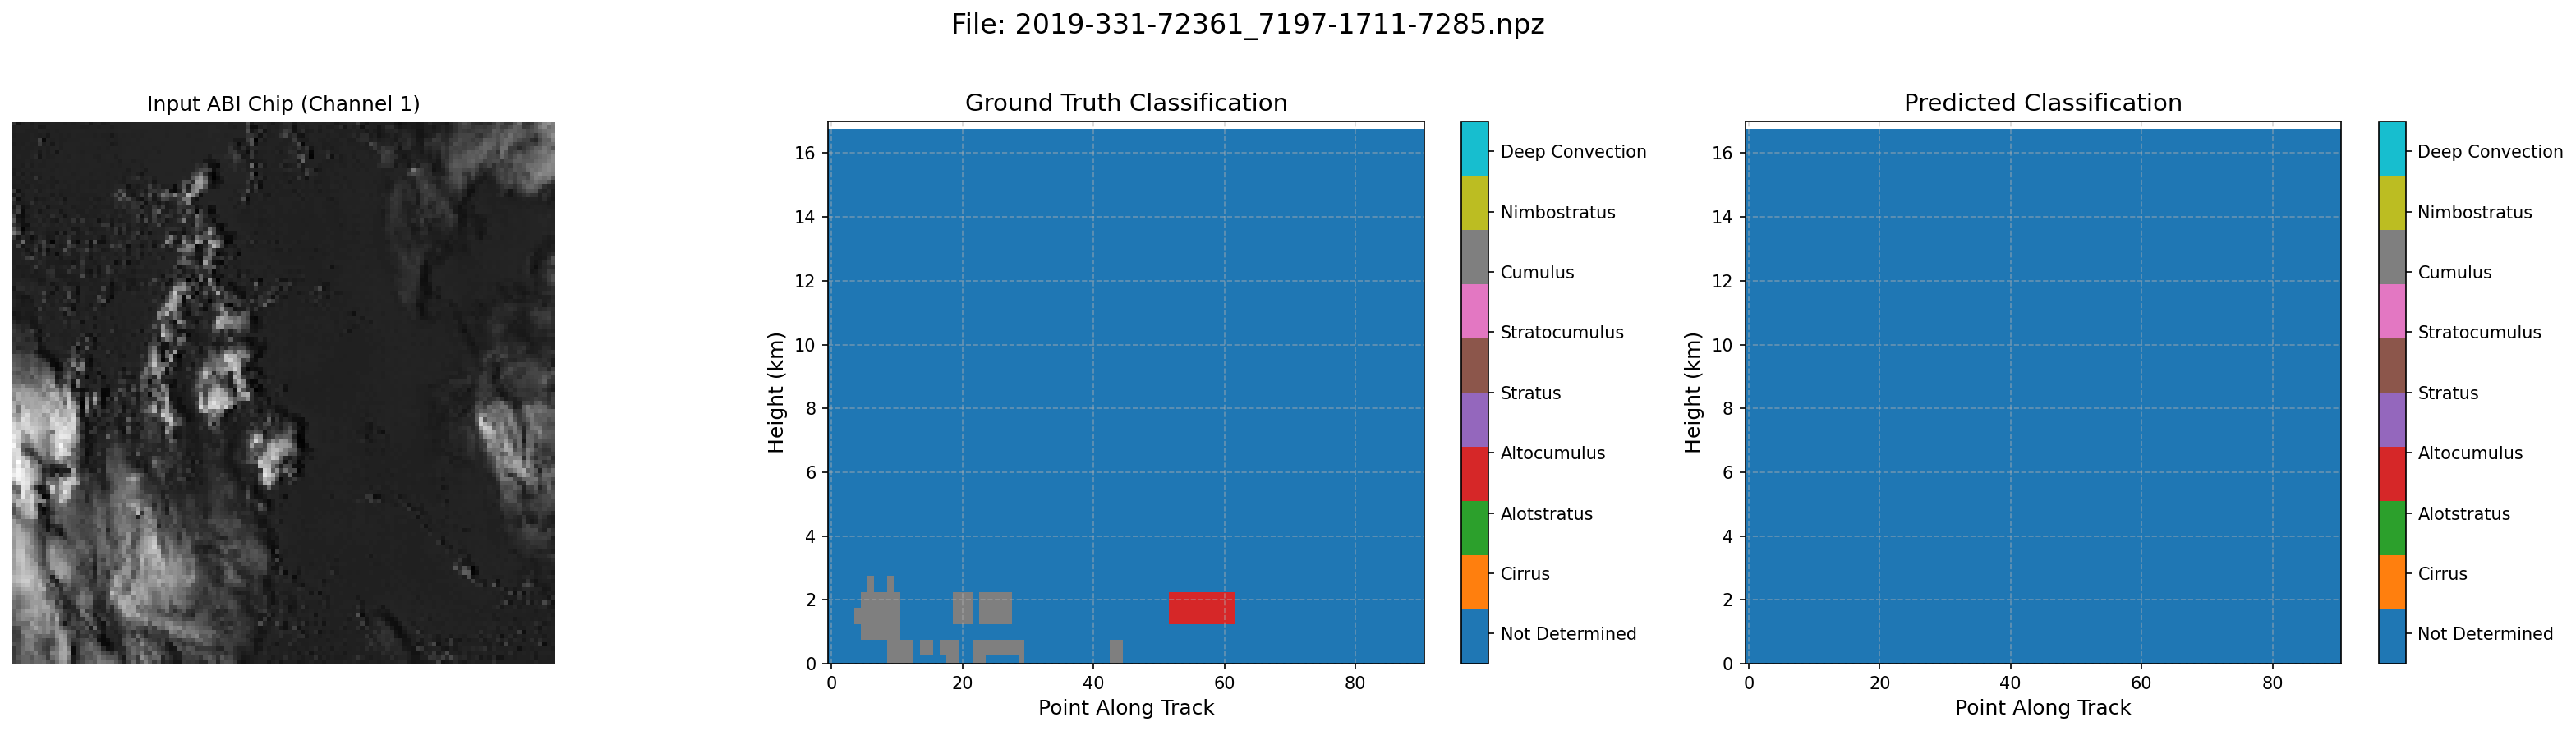 File: 2019-331-72361_7197-1711-7285.npz
Input ABI Chip (Channel 1)
Ground Truth Classification
Height (km)
16
14
12
10
8
6
4
2
0
0 20 40 60 80
Point Along Track
Deep Convection
Nimbostratus
Cumulus
Stratocumulus
Stratus
Altocumulus
Alotstratus
Cirrus
Not Determined
Predicted Classification
Height (km)
16
14
12
10
8
6
4
2
0
0 20 40 60 80
Point Along Track
Deep Convection
Nimbostratus
Cumulus
Stratocumulus
Stratus
Altocumulus
Alotstratus
Cirrus
Not Determined